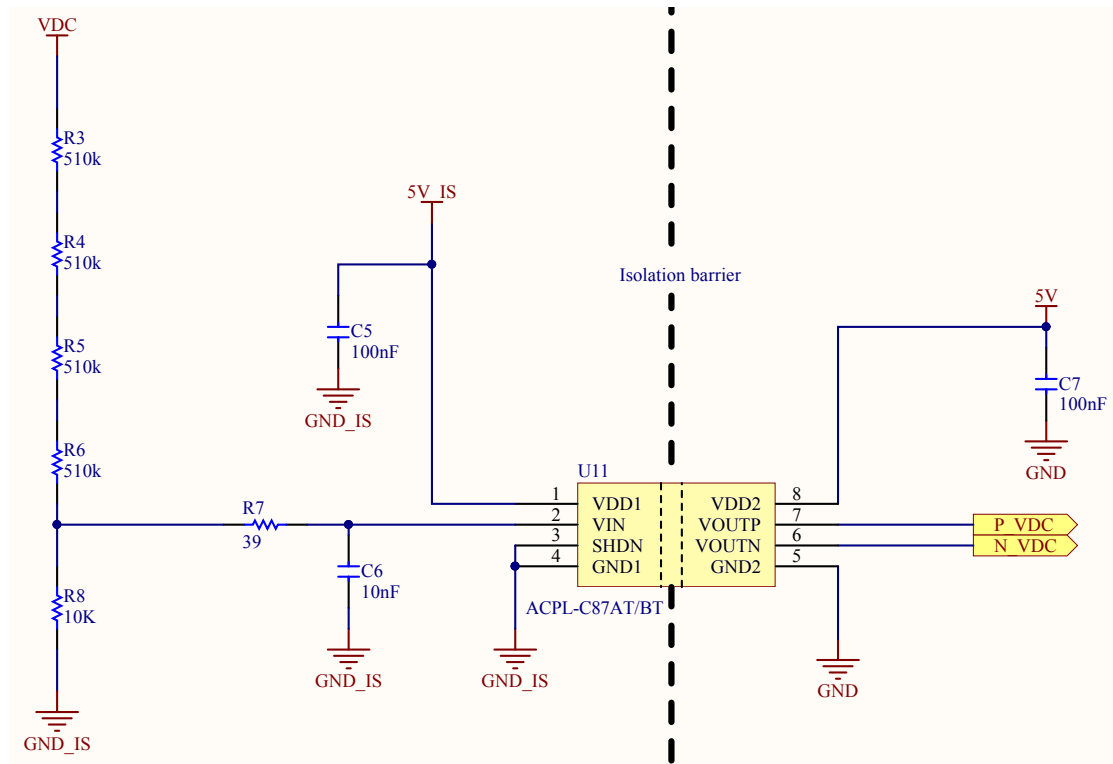 VDC
R3
510k
R4
510k
R5
510k
R6
510k
R7
39
R8
10K
GND_IS
5V_IS
C5
100nF
GND_IS
C6
10nF
GND_IS
GND_IS
Isolation barrier
U11
1
2
3
4
VDD1
VIN
SHDN
GND1
VDD2
VOUTP
VOUTN
GND2
8
7
6
5
ACPL-C87AT/BT
5V
C7
100nF
GND
P_VDC
N_VDC
GND